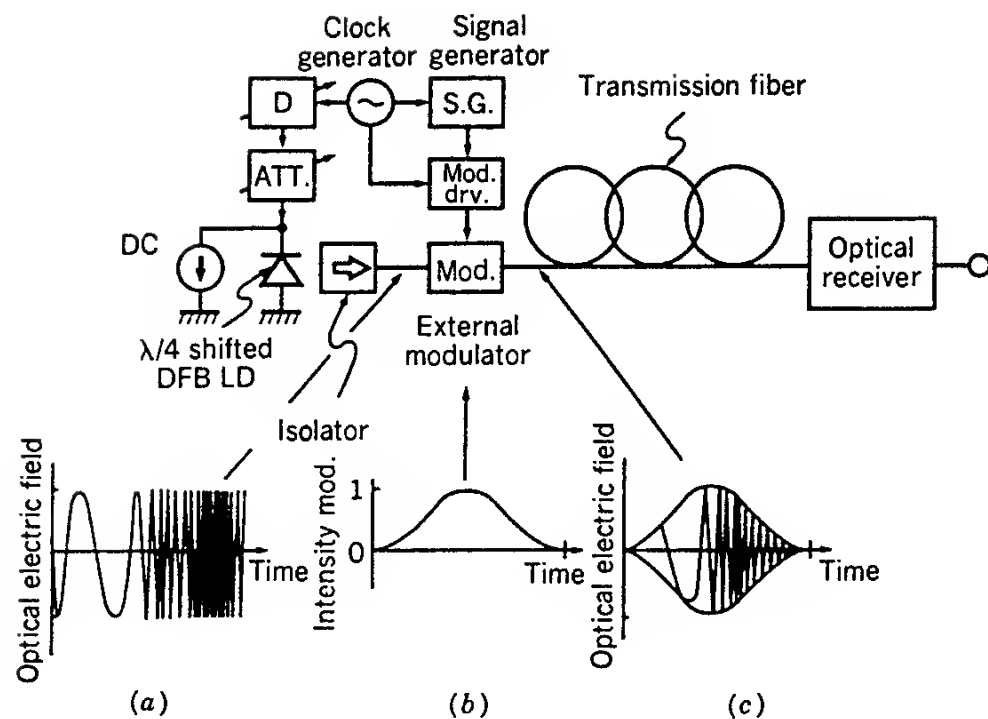 Clock
generator
Signal
generator
D
S.G.
Transmission fiber
ATT.
Mod.
drv.
DC
Mod.
Optical
receiver
λ/4 shifted
DFB LD
External
modulator
Isolator
Optical electric field
Time
Intensity mod.
1
0
Time
Optical electric field
Time
(a)
(b)
(c)